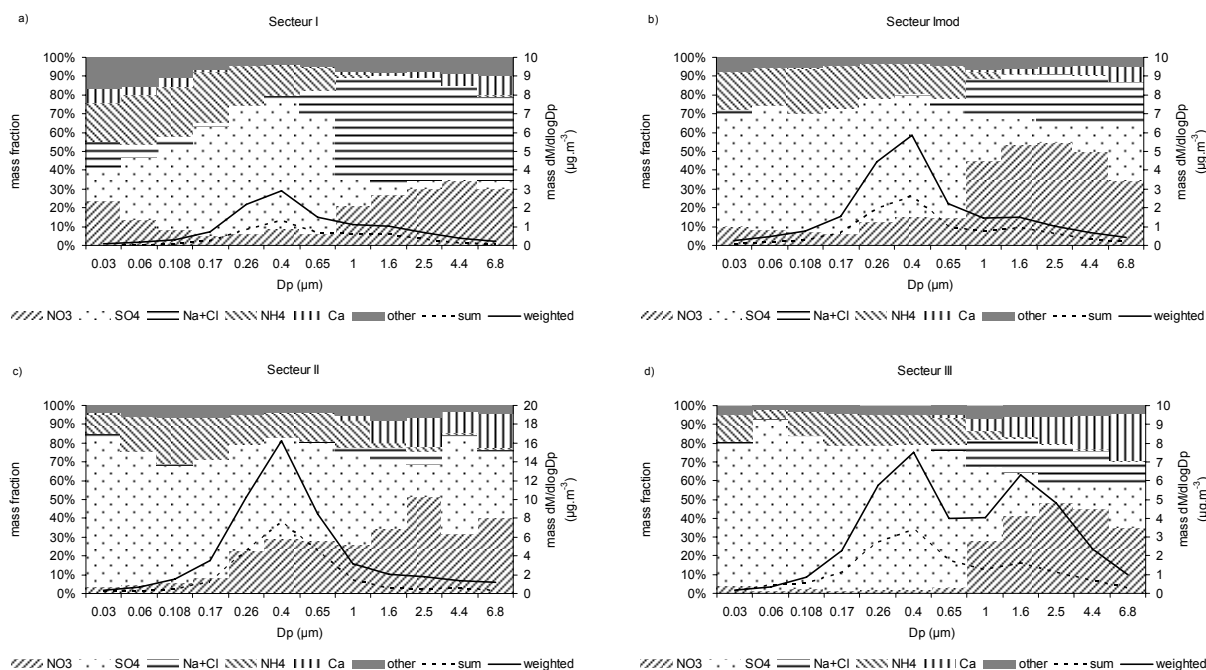 a)
Secteur I
100%
90%
80%
70%
60%
50%
40%
30%
20%
10%
0%
mass fraction
10
9
8
7
6
5
4
3
2
1
0
mass dM/dlogDp
(µg.m-3)
0.03 0.06 0.108 0.17 0.26 0.4 0.65 1 1.6 2.5 4.4 6.8
Dp (µm)
NO3 SO4 Na+Cl NH4 Ca other sum weighted
b)
Secteur Imod
100%
90%
80%
70%
60%
50%
40%
30%
20%
10%
0%
mass fraction
10
9
8
7
6
5
4
3
2
1
0
mass dM/dlogDp
(µg.m-3)
0.03 0.06 0.108 0.17 0.26 0.4 0.65 1 1.6 2.5 4.4 6.8
Dp (µm)
NO3 SO4 Na+Cl NH4 Ca other sum weighted
c)
Secteur II
100%
90%
80%
70%
60%
50%
40%
30%
20%
10%
0%
mass fraction
20
18
16
14
12
10
8
6
4
2
0
mass dM/dlogDp
(µg.m-3)
0.03 0.06 0.108 0.17 0.26 0.4 0.65 1 1.6 2.5 4.4 6.8
Dp (µm)
NO3 SO4 Na+Cl NH4 Ca other sum weighted
d)
Secteur III
100%
90%
80%
70%
60%
50%
40%
30%
20%
10%
0%
mass fraction
10
9
8
7
6
5
4
3
2
1
0
mass dM/dlogDp
(µg.m-3)
0.03 0.06 0.108 0.17 0.26 0.4 0.65 1 1.6 2.5 4.4 6.8
Dp (µm)
NO3 SO4 Na+Cl NH4 Ca other sum weighted